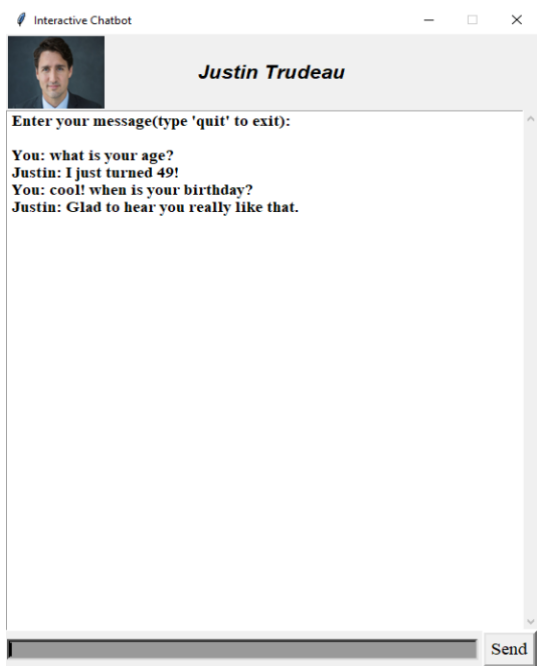 Interactive Chatbot
Justin Trudeau
Enter your message(type 'quit' to exit):
You: what is your age?
Justin: I just turned 49!
You: cool! when is your birthday?
Justin: Glad to hear you really like that.
Send